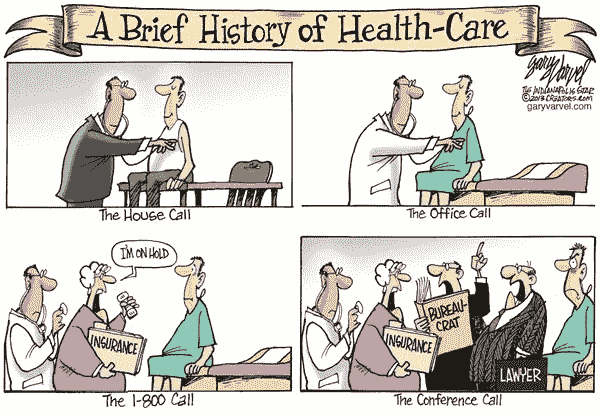 A Brief History of Health-Care
Gary Varvel
THE INDIANAPOLIS STAR
©2013 CREATORS.COM
garyvarvel.com
The House Call
The Office Call
I'M ON HOLD
INSURANCE
The 1-800 Call
BUREAU-
CRAT
INSURANCE
LAWYER
The Conference Call